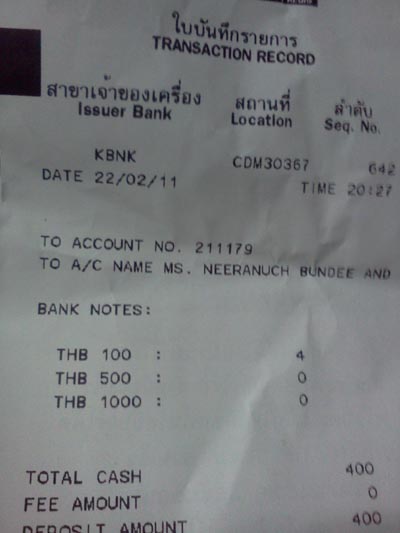 ใบบันทึกรายการ
TRANSACTION RECORD
สาขาเจ้าของเครื่อง สถานที่ ลำดับ
Issuer Bank Location Seq. No.
KBNK CDM30367 642
DATE 22/02/11 TIME 20:27
TO ACCOUNT NO. 211179
TO A/C NAME MS. NEERANUCH BUNDEE AND
BANK NOTES:
THB 100 : 4
THB 500 : 0
THB 1000 : 0
TOTAL CASH 400
FEE AMOUNT 0
DEPOSIT AMOUNT 400